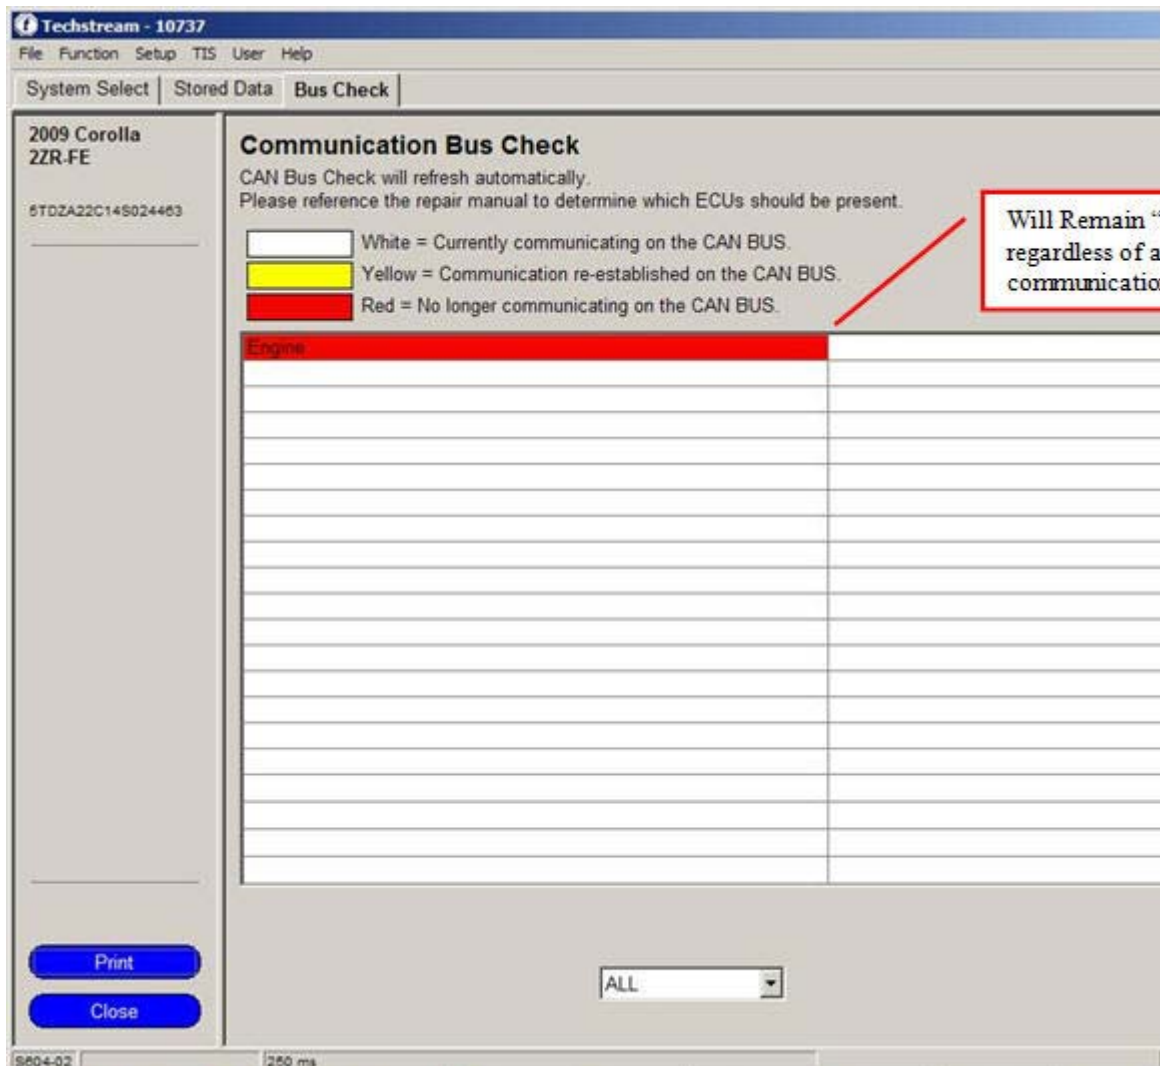 Techstream - 10737
File Function Setup TIS User Help
System Select Stored Data Bus Check
2009 Corolla
2ZR-FE
5TDZA22C14S024463
Communication Bus Check
CAN Bus Check will refresh automatically.
Please reference the repair manual to determine which ECUs should be present.
White = Currently communicating on the CAN BUS.
Yellow = Communication re-established on the CAN BUS.
Red = No longer communicating on the CAN BUS.
Will Remain “
regardless of a
communicatio
Engine
ALL
Print
Close
S604-02 250 ms